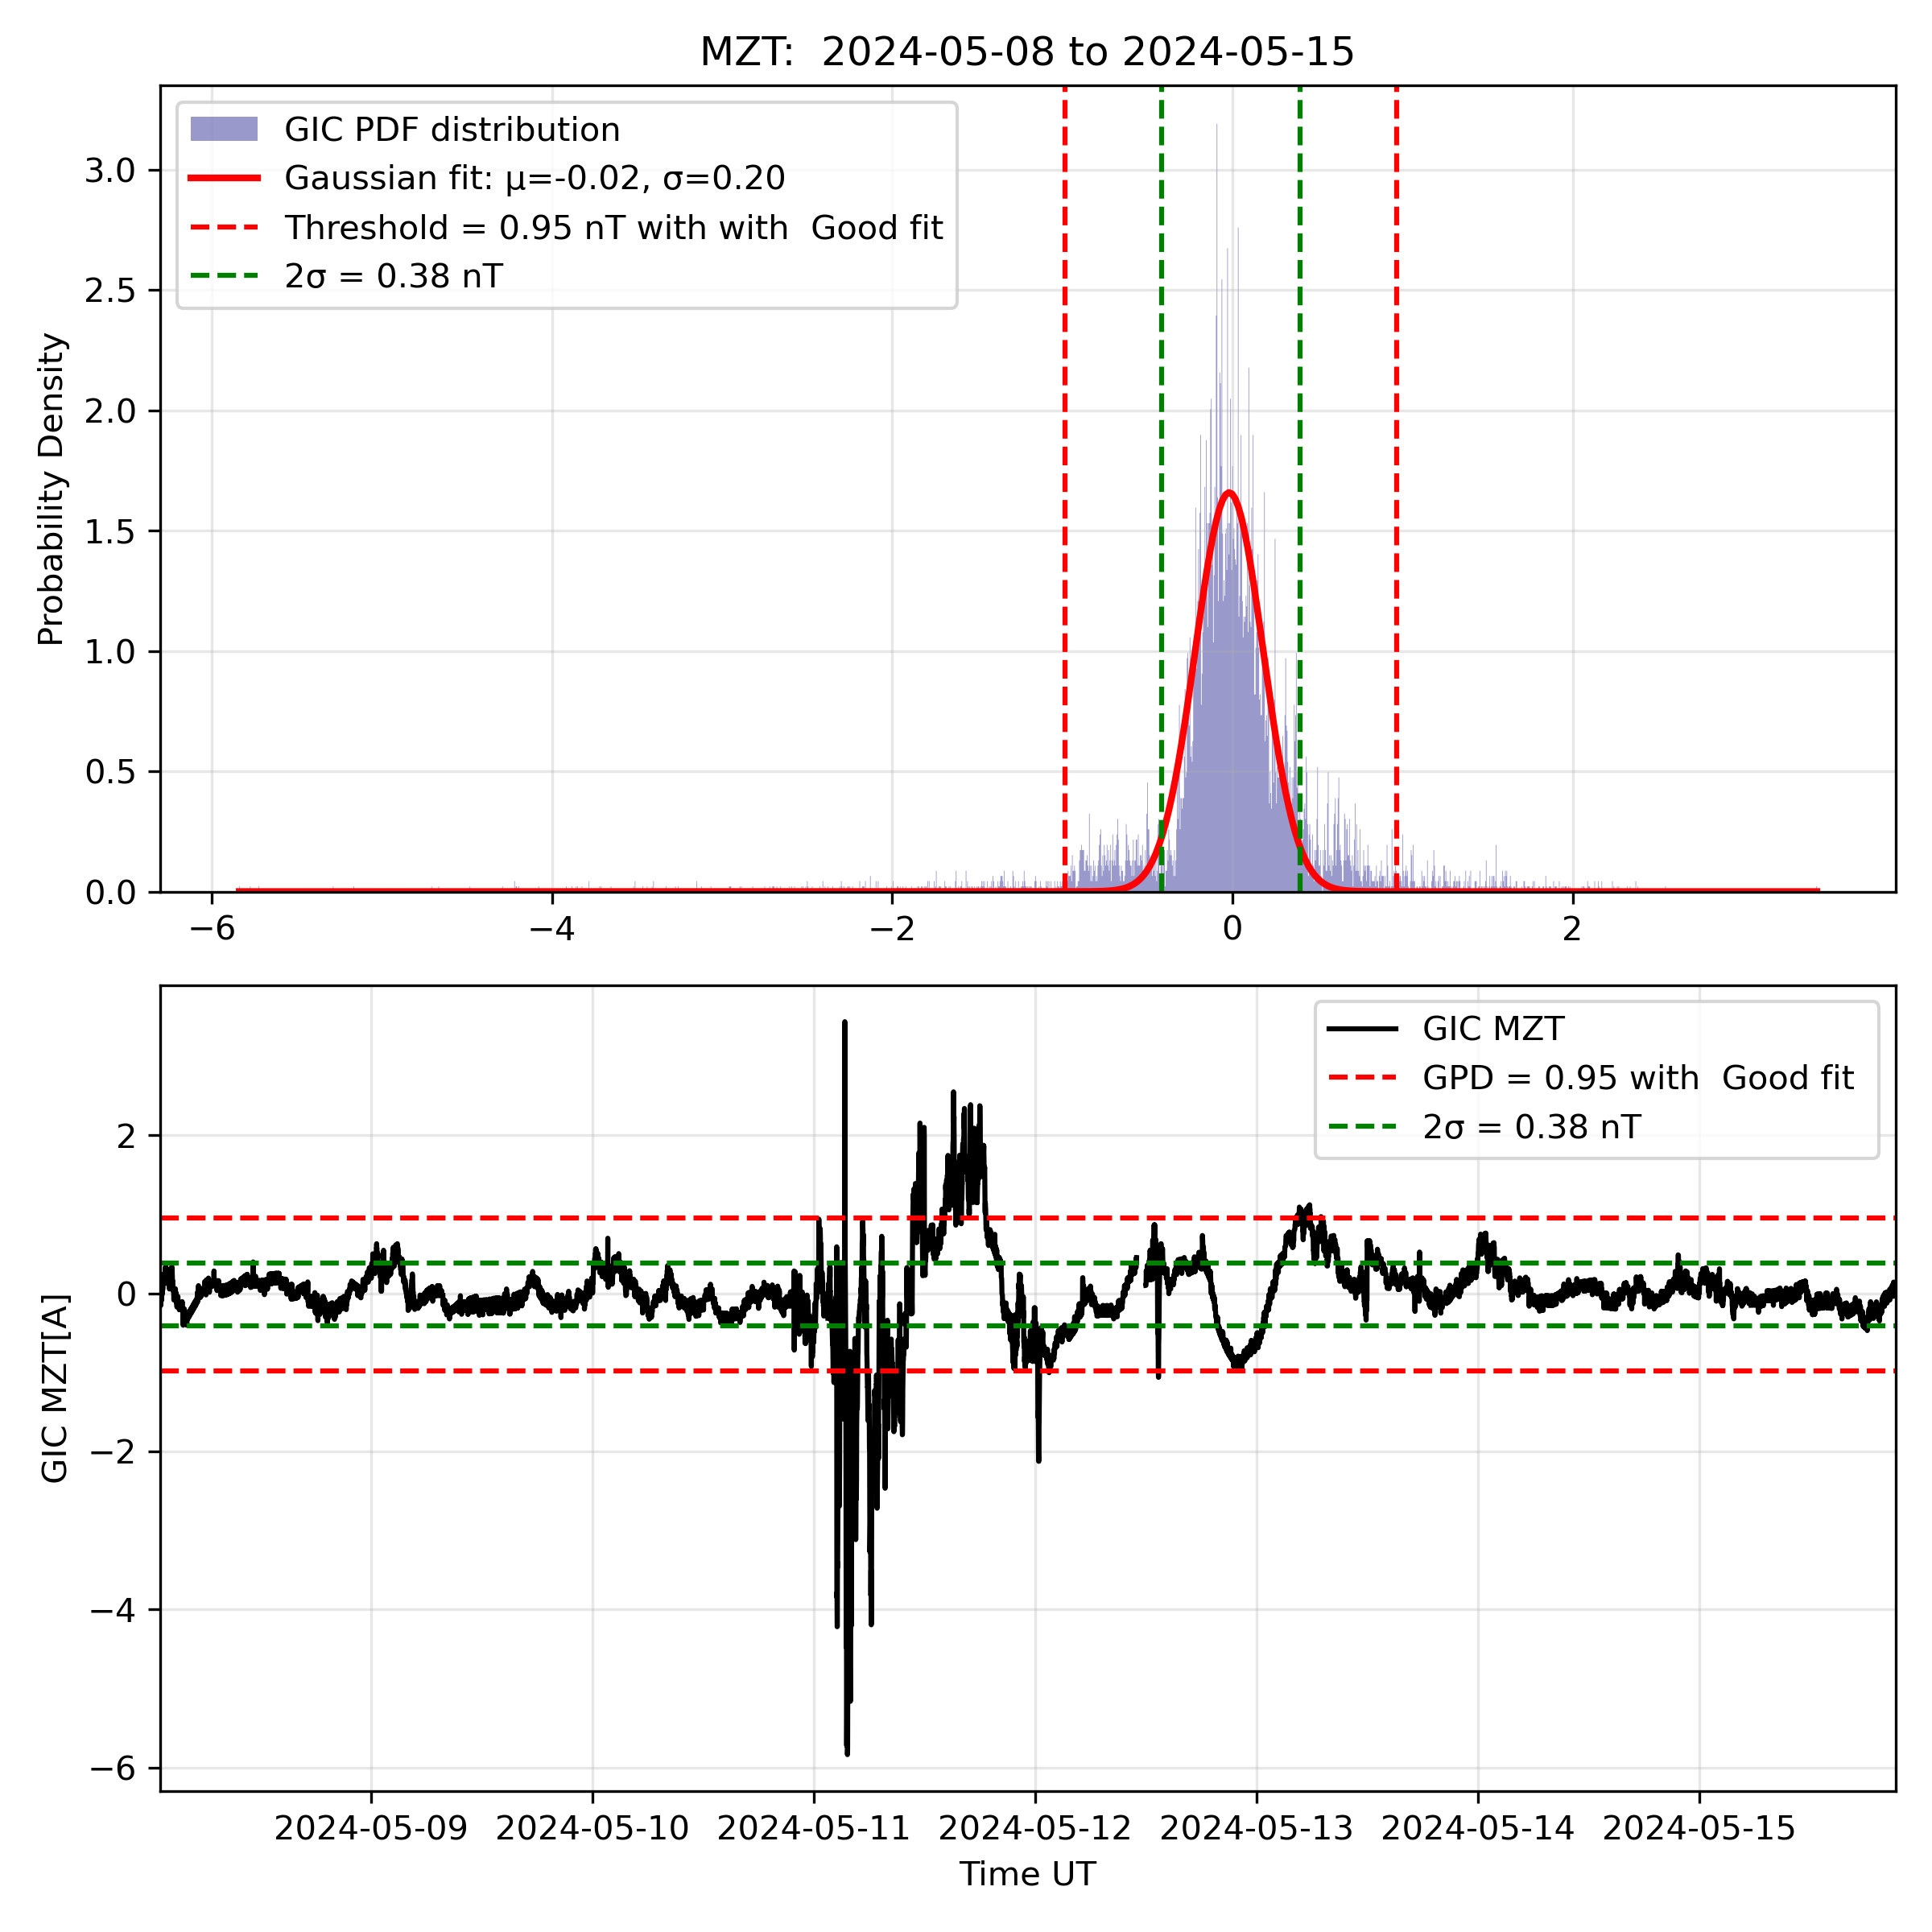 MZT:  2024-05-08 to 2024-05-15
GIC PDF distribution
Gaussian fit: μ=-0.02, σ=0.20
Threshold = 0.95 nT with with  Good fit
2σ = 0.38 nT
Probability Density
3.0
2.5
2.0
1.5
1.0
0.5
0.0
−6 −4 −2 0 2
GIC MZT
GPD = 0.95 with  Good fit
2σ = 0.38 nT
GIC MZT[A]
2
0
−2
−4
−6
2024-05-09 2024-05-10 2024-05-11 2024-05-12 2024-05-13 2024-05-14 2024-05-15
Time UT